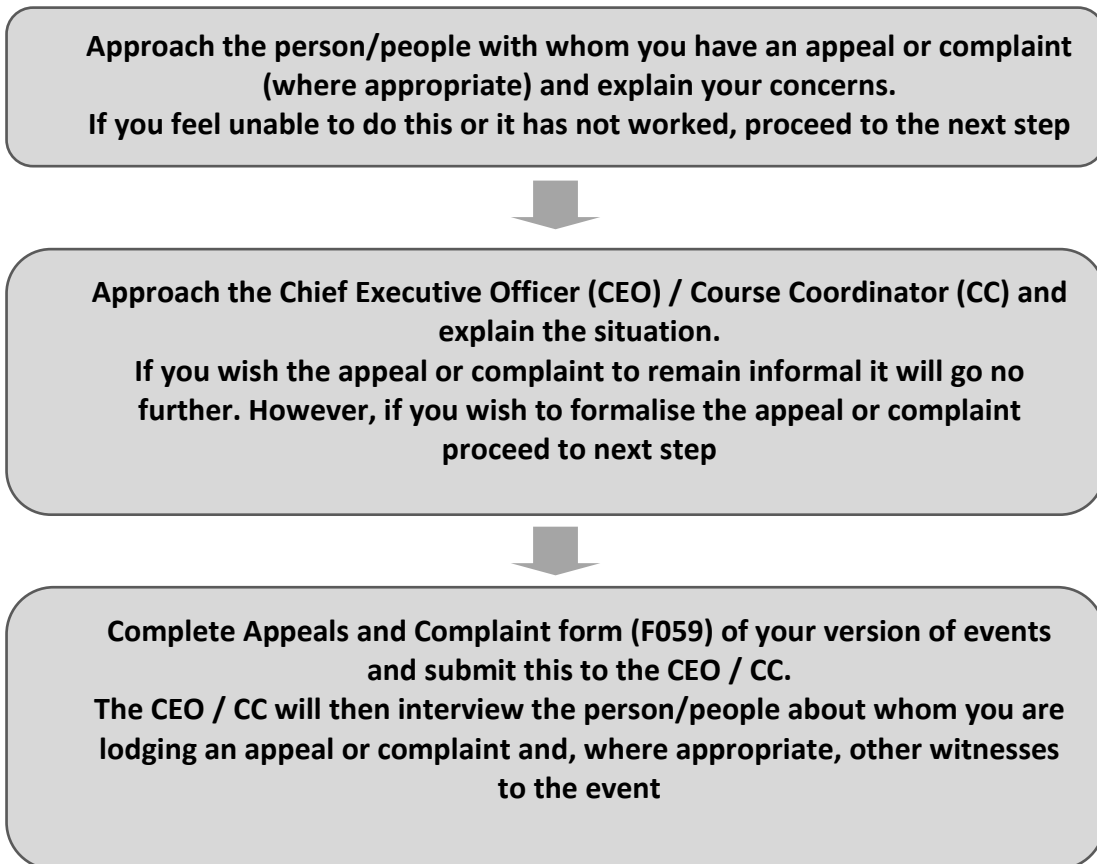 Approach the person/people with whom you have an appeal or complaint
(where appropriate) and explain your concerns.
If you feel unable to do this or it has not worked, proceed to the next step
Approach the Chief Executive Officer (CEO) / Course Coordinator (CC) and
explain the situation.
If you wish the appeal or complaint to remain informal it will go no
further. However, if you wish to formalise the appeal or complaint
proceed to next step
Complete Appeals and Complaint form (F059) of your version of events
and submit this to the CEO / CC.
The CEO / CC will then interview the person/people about whom you are
lodging an appeal or complaint and, where appropriate, other witnesses
to the event